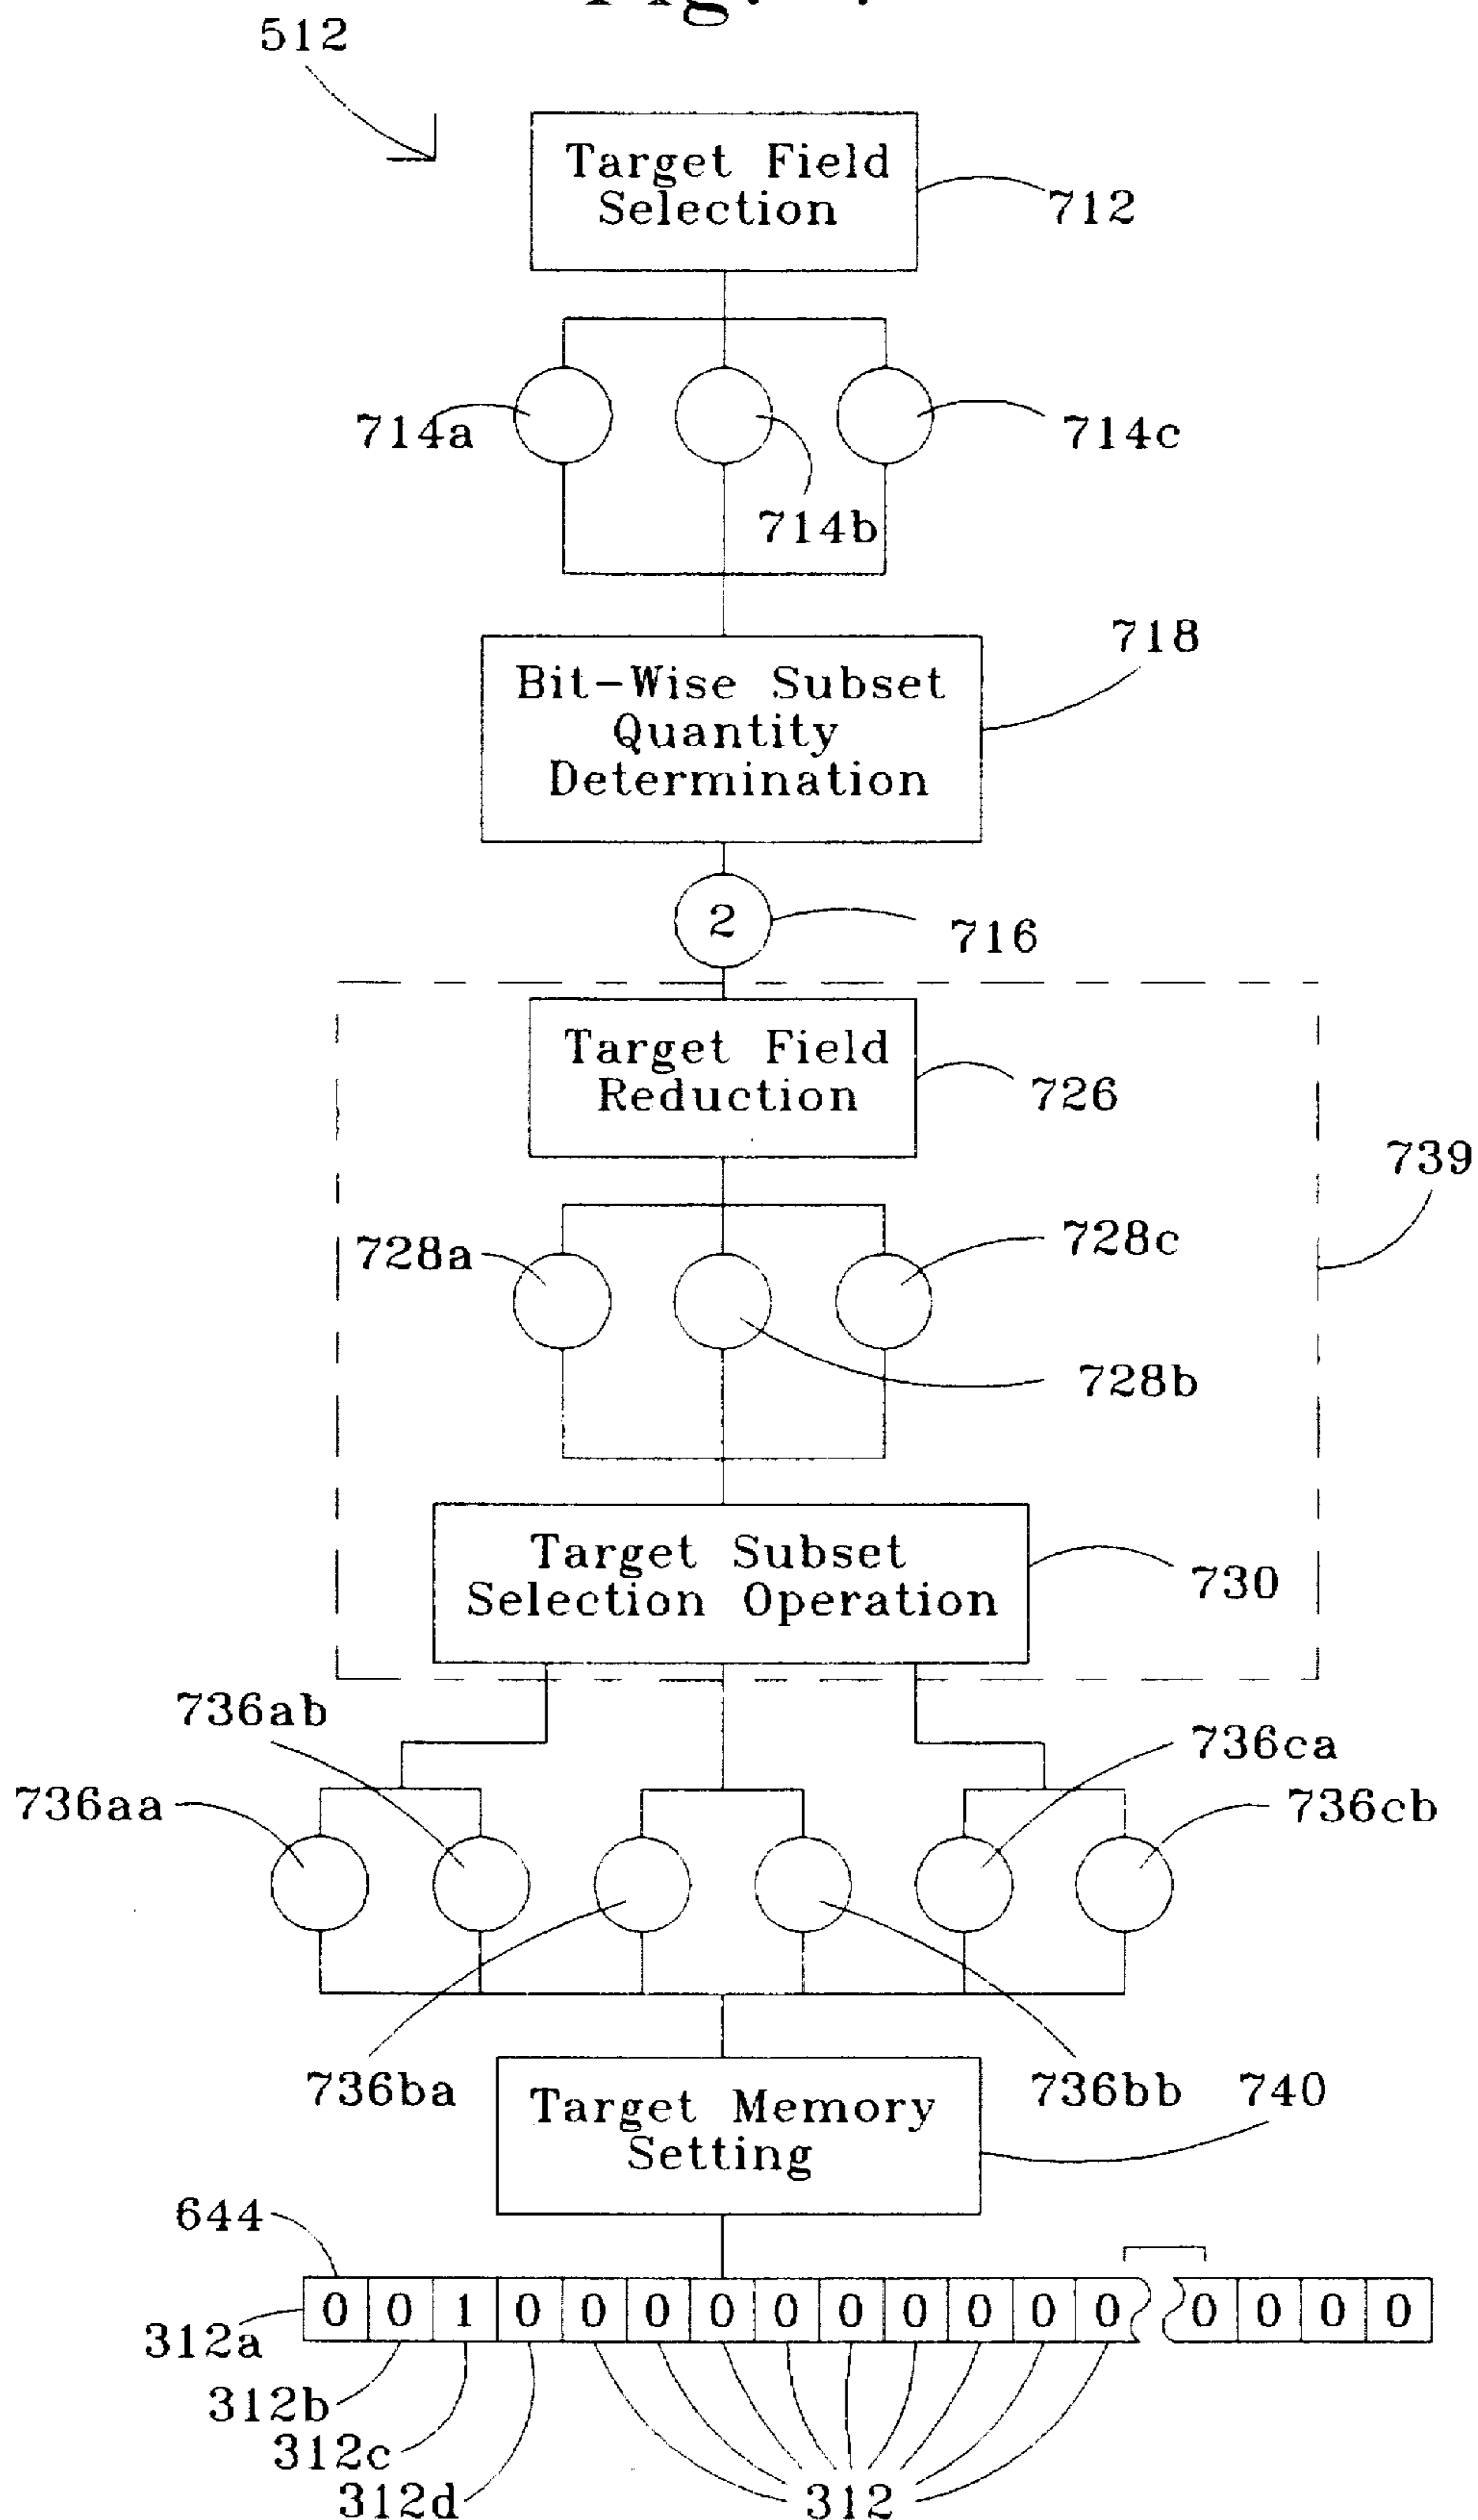 512
Target Field
Selection
712
714a
714c
714b
718
Bit-Wise Subset
Quantity
Determination
2
716
Target Field
Reduction
726
739
728a
728c
728b
Target Subset
Selection Operation
730
736ab
736ca
736aa
736cb
736ba
Target Memory
Setting
736bb
740
644
0 0 1 0 0 0 0 0 0 0 0 0 0 0 0 0 0
312a
312b
312c
312d
312